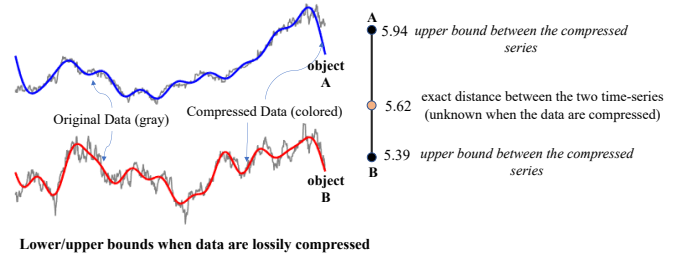 object
A
Original Data (gray)
Compressed Data (colored)
object
B
A
5.94 upper bound between the compressed
series
5.62 exact distance between the two time-series
(unknown when the data are compressed)
5.39 upper bound between the compressed
B
series
Lower/upper bounds when data are lossily compressed